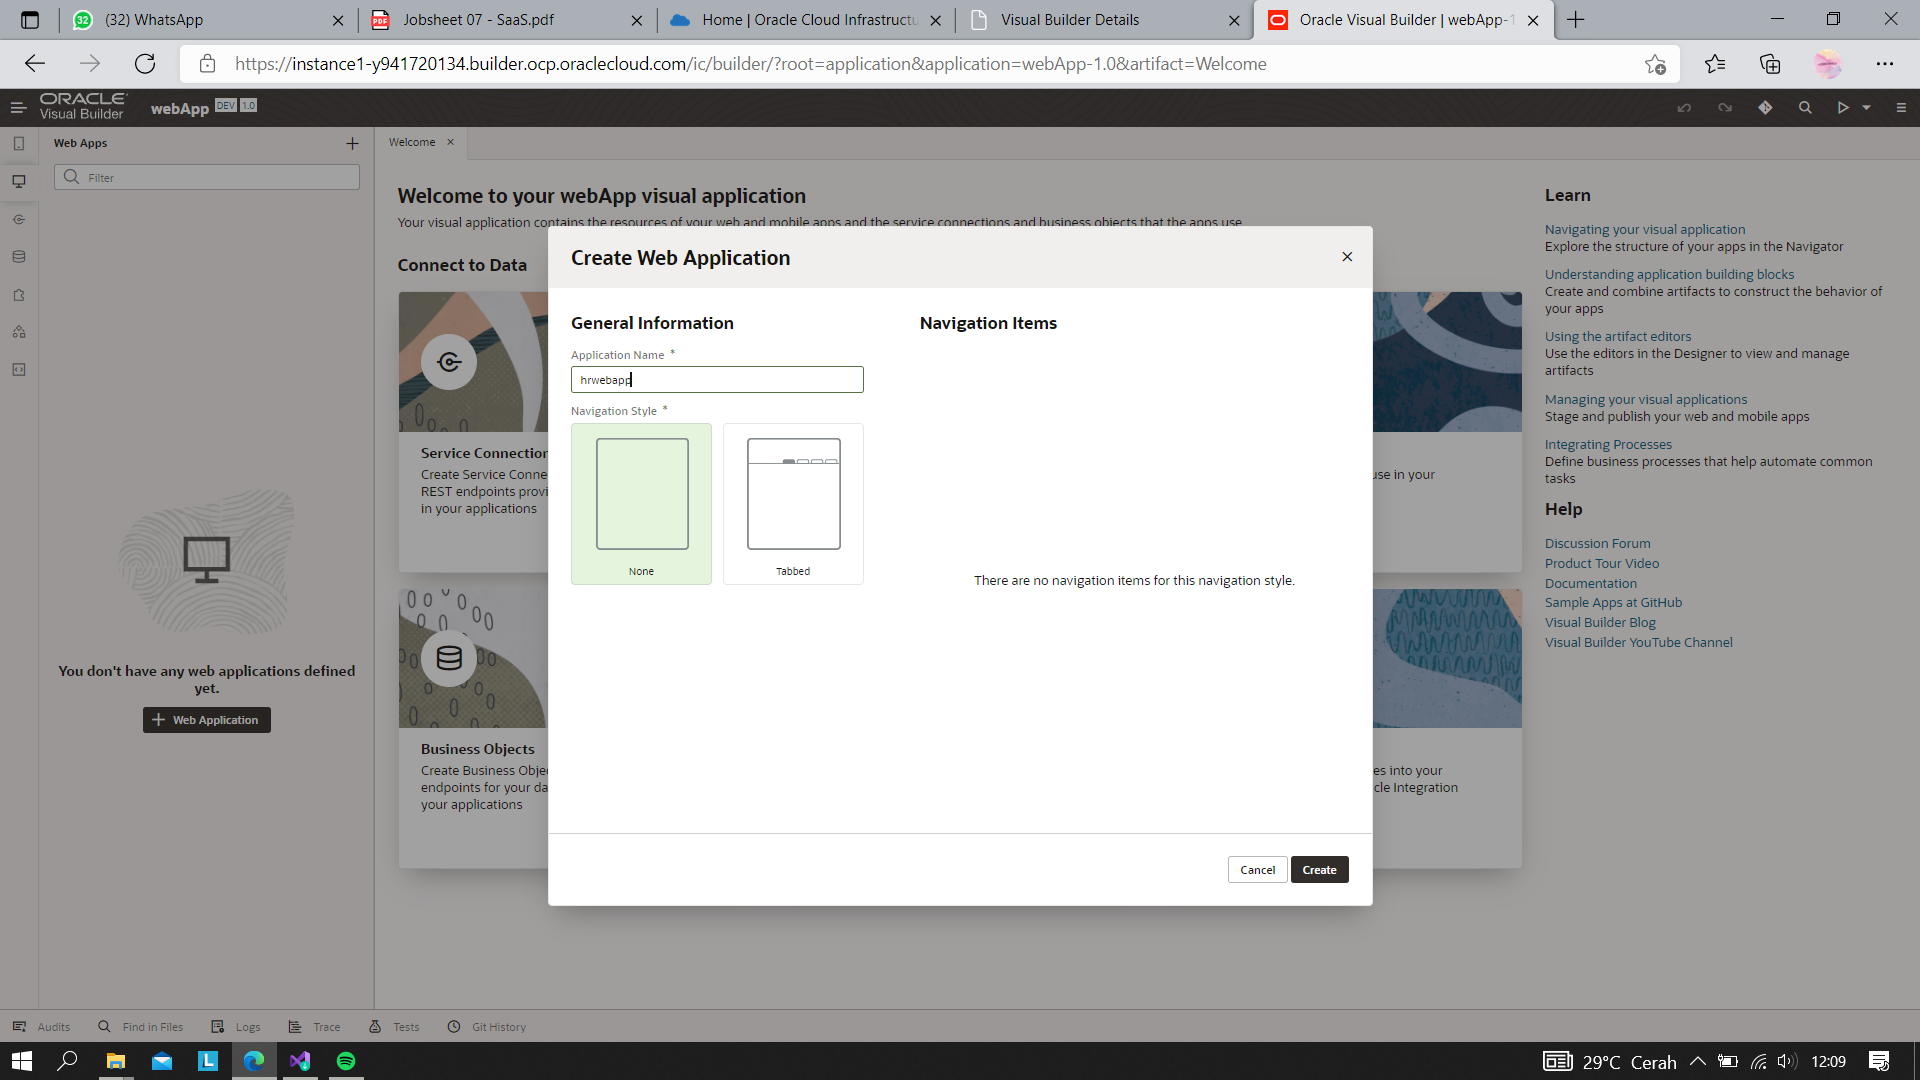 (32) WhatsApp
Jobsheet 07 - SaaS.pdf
Home | Oracle Cloud Infrastructu
Visual Builder Details
Oracle Visual Builder | webApp-1
https://instance1-y941720134.builder.ocp.oraclecloud.com/ic/builder/?root=application&application=webApp-1.0&artifact=Welcome
ORACLE
Visual Builder
webApp DEV 1.0
Web Apps
Filter
You don't have any web applications defined
yet.
Web Application
Welcome
Welcome to your webApp visual application
Your visual application contains the resources of your web and mobile apps and the service connections and business objects that the apps use.
Connect to Data
Service Connection
Create Service Conne
REST endpoints provi
in your applications
Business Objects
Create Business Obje
endpoints for your da
your applications
Create Web Application
General Information
Application Name *
hrwebapp
Navigation Style *
None
Tabbed
Navigation Items
There are no navigation items for this navigation style.
Cancel
Create
use in your
es into your
cle Integration
Learn
Navigating your visual application
Explore the structure of your apps in the Navigator
Understanding application building blocks
Create and combine artifacts to construct the behavior of
your apps
Using the artifact editors
Use the editors in the Designer to view and manage
artifacts
Managing your visual applications
Stage and publish your web and mobile apps
Integrating Processes
Define business processes that help automate common
tasks
Help
Discussion Forum
Product Tour Video
Documentation
Sample Apps at GitHub
Visual Builder Blog
Visual Builder YouTube Channel
Audits
Find in Files
Logs
Trace
Tests
Git History
29°C Cerah
12:09